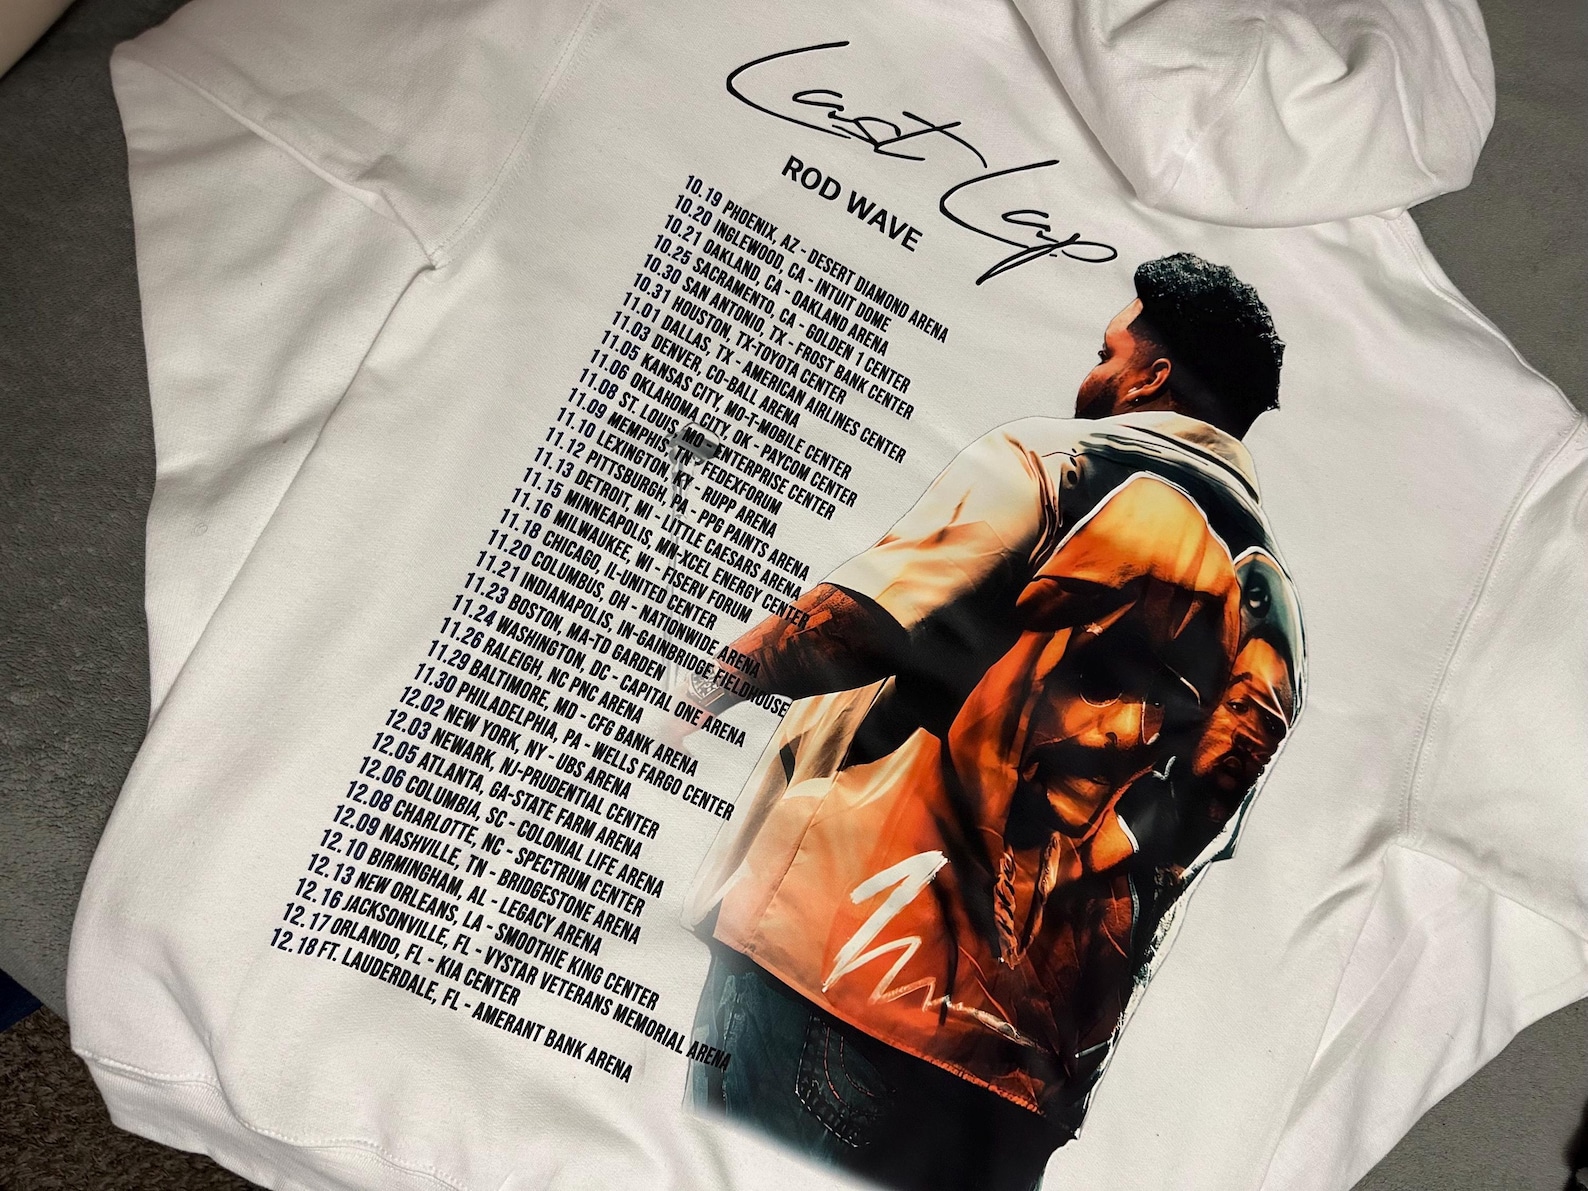 Last Lap
ROD WAVE
10.19 PHOENIX, AZ - DESERT DIAMOND ARENA
10.20 INGLEWOOD, CA - INTUIT DOME
10.21 OAKLAND, CA - OAKLAND ARENA
10.25 SACRAMENTO, CA - GOLDEN 1 CENTER
10.30 SAN ANTONIO, TX - FROST BANK CENTER
10.31 HOUSTON, TX-TOYOTA CENTER
11.01 DALLAS, TX - AMERICAN AIRLINES CENTER
11.03 DENVER, CO-BALL ARENA
11.05 KANSAS CITY, MO-T-MOBILE CENTER
11.06 OKLAHOMA CITY, OK - PAYCOM CENTER
11.08 ST. LOUIS, MO - ENTERPRISE CENTER
11.09 MEMPHIS, TN - FEDEXFORUM
11.10 LEXINGTON, KY - RUPP ARENA
11.12 PITTSBURGH, PA - PPG PAINTS ARENA
11.13 DETROIT, MI - LITTLE CAESARS ARENA
11.15 MINNEAPOLIS, MN-XCEL ENERGY CENTER
11.16 MILWAUKEE, WI - FISERV FORUM
11.18 CHICAGO, IL-UNITED CENTER
11.20 COLUMBUS, OH - NATIONWIDE ARENA
11.21 INDIANAPOLIS, IN-GAINBRIDGE FIELDHOUSE
11.23 BOSTON, MA-TD GARDEN
11.24 WASHINGTON, DC - CAPITAL ONE ARENA
11.26 RALEIGH, NC PNC ARENA
11.29 BALTIMORE, MD - CFG BANK ARENA
11.30 PHILADELPHIA, PA - WELLS FARGO CENTER
12.02 NEW YORK, NY - UBS ARENA
12.03 NEWARK, NJ-PRUDENTIAL CENTER
12.05 ATLANTA, GA-STATE FARM ARENA
12.06 COLUMBIA, SC - COLONIAL LIFE ARENA
12.08 CHARLOTTE, NC - SPECTRUM CENTER
12.09 NASHVILLE, TN - BRIDGESTONE ARENA
12.10 BIRMINGHAM, AL - LEGACY ARENA
12.13 NEW ORLEANS, LA - SMOOTHIE KING CENTER
12.16 JACKSONVILLE, FL - VYSTAR VETERANS MEMORIAL ARENA
12.17 ORLANDO, FL - KIA CENTER
12.18 FT. LAUDERDALE, FL - AMERANT BANK ARENA